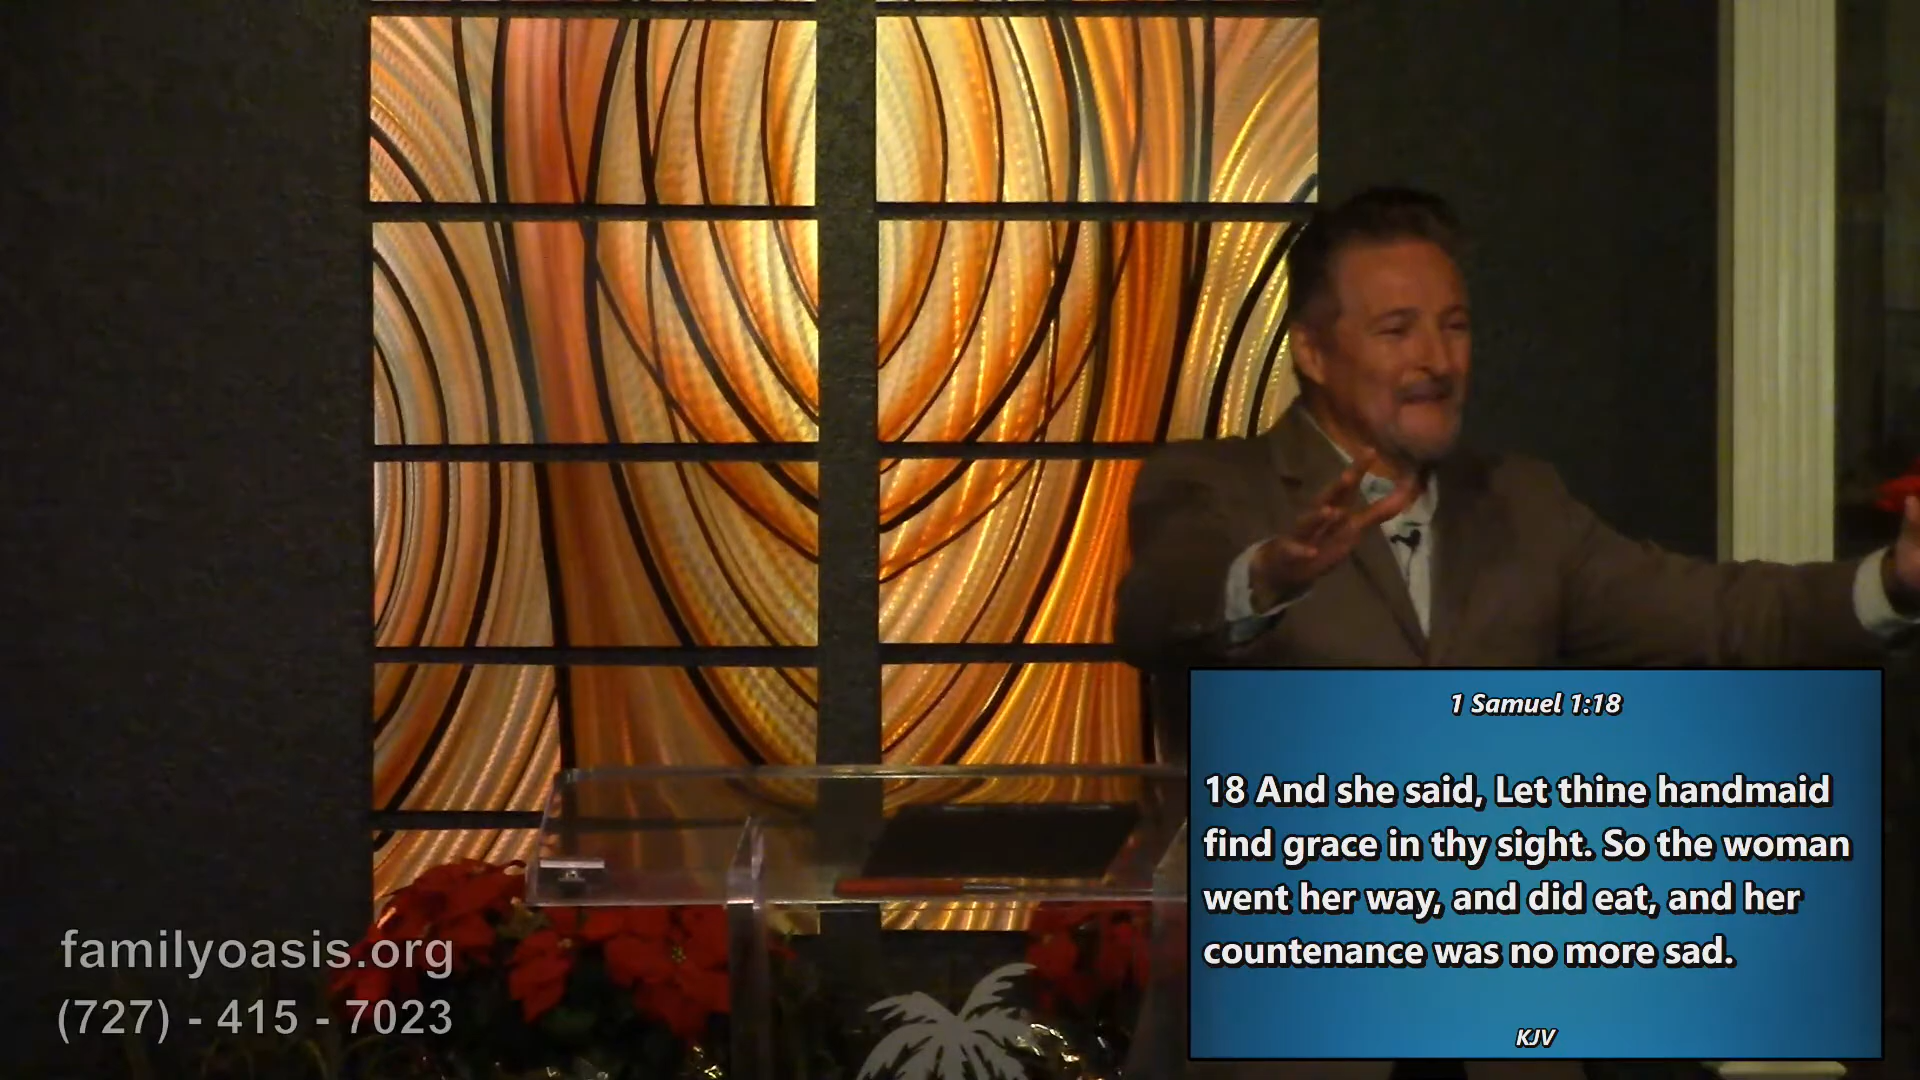 1 Samuel 1:18
18 And she said, Let thine handmaid
find grace in thy sight. So the woman
went her way, and did eat, and her
countenance was no more sad.
KJV
familyoasis.org
(727) - 415 - 7023